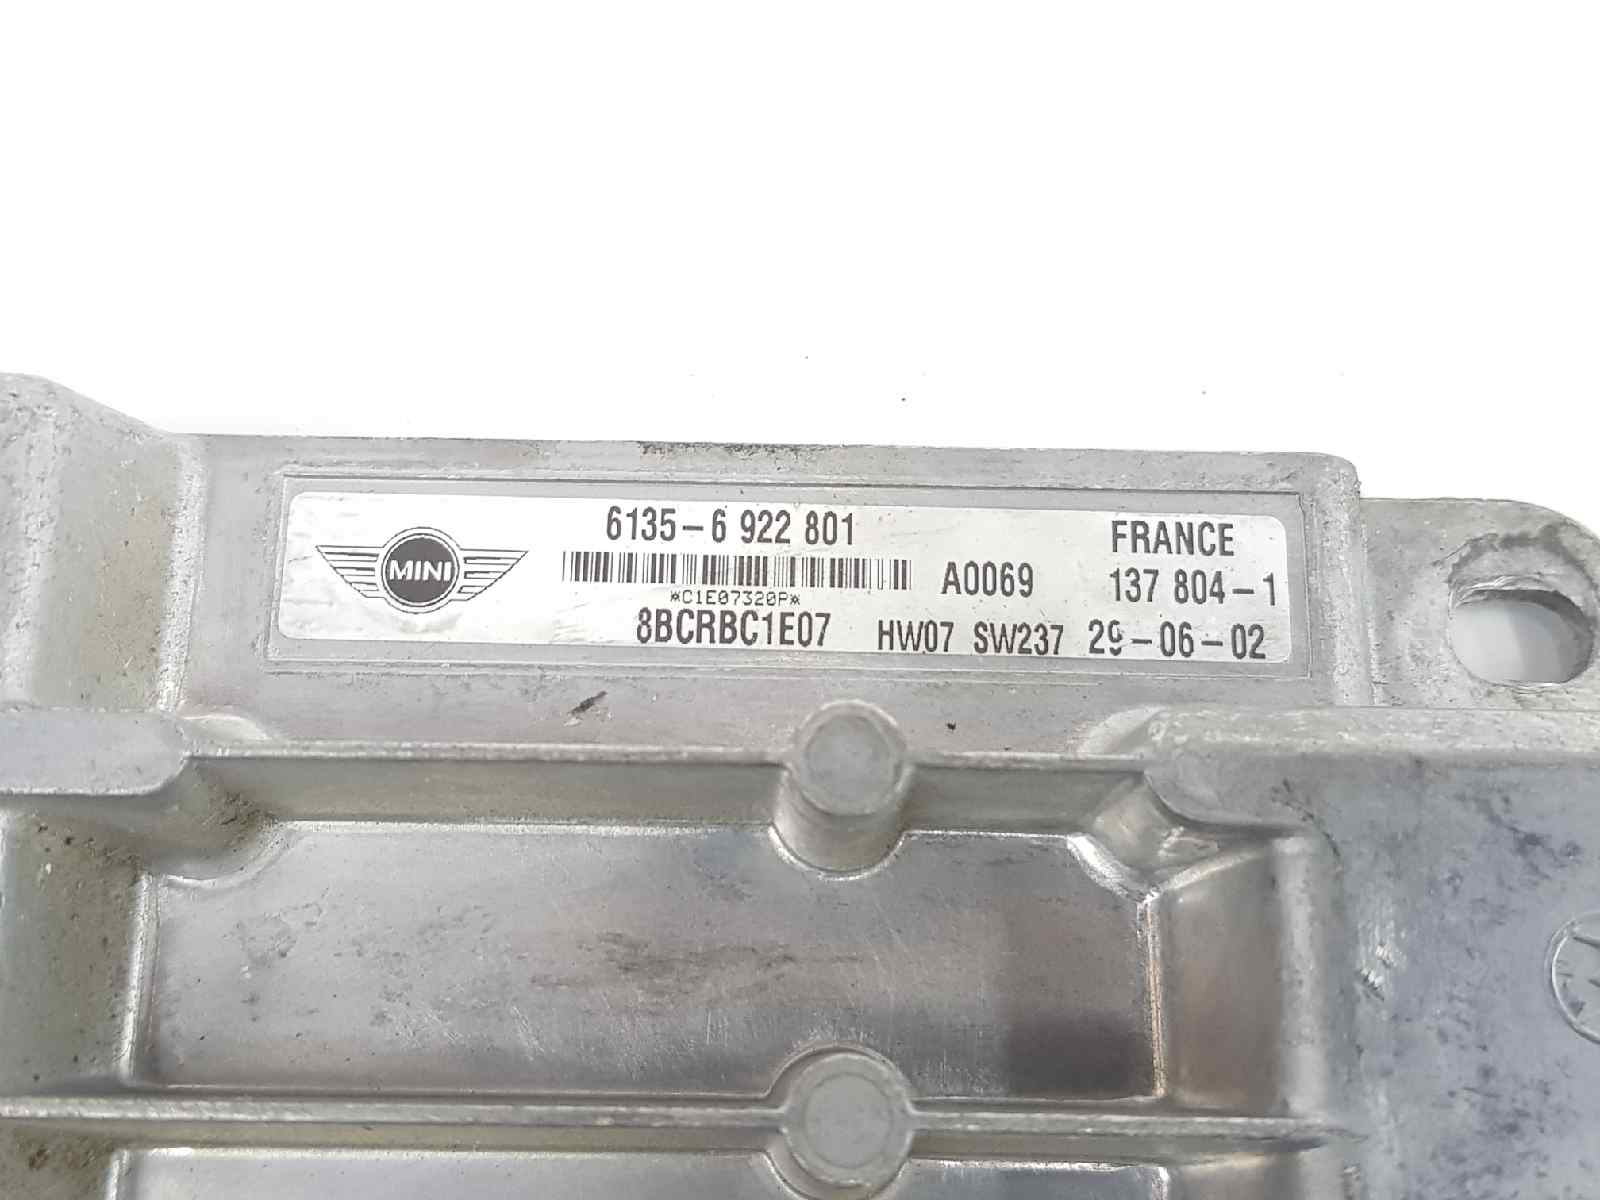 6135-6 922 801
FRANCE
MINI
A0069
137 804-1
*C1E07320P*
8BCRBC1E07
HW07 SW237 29-06-02